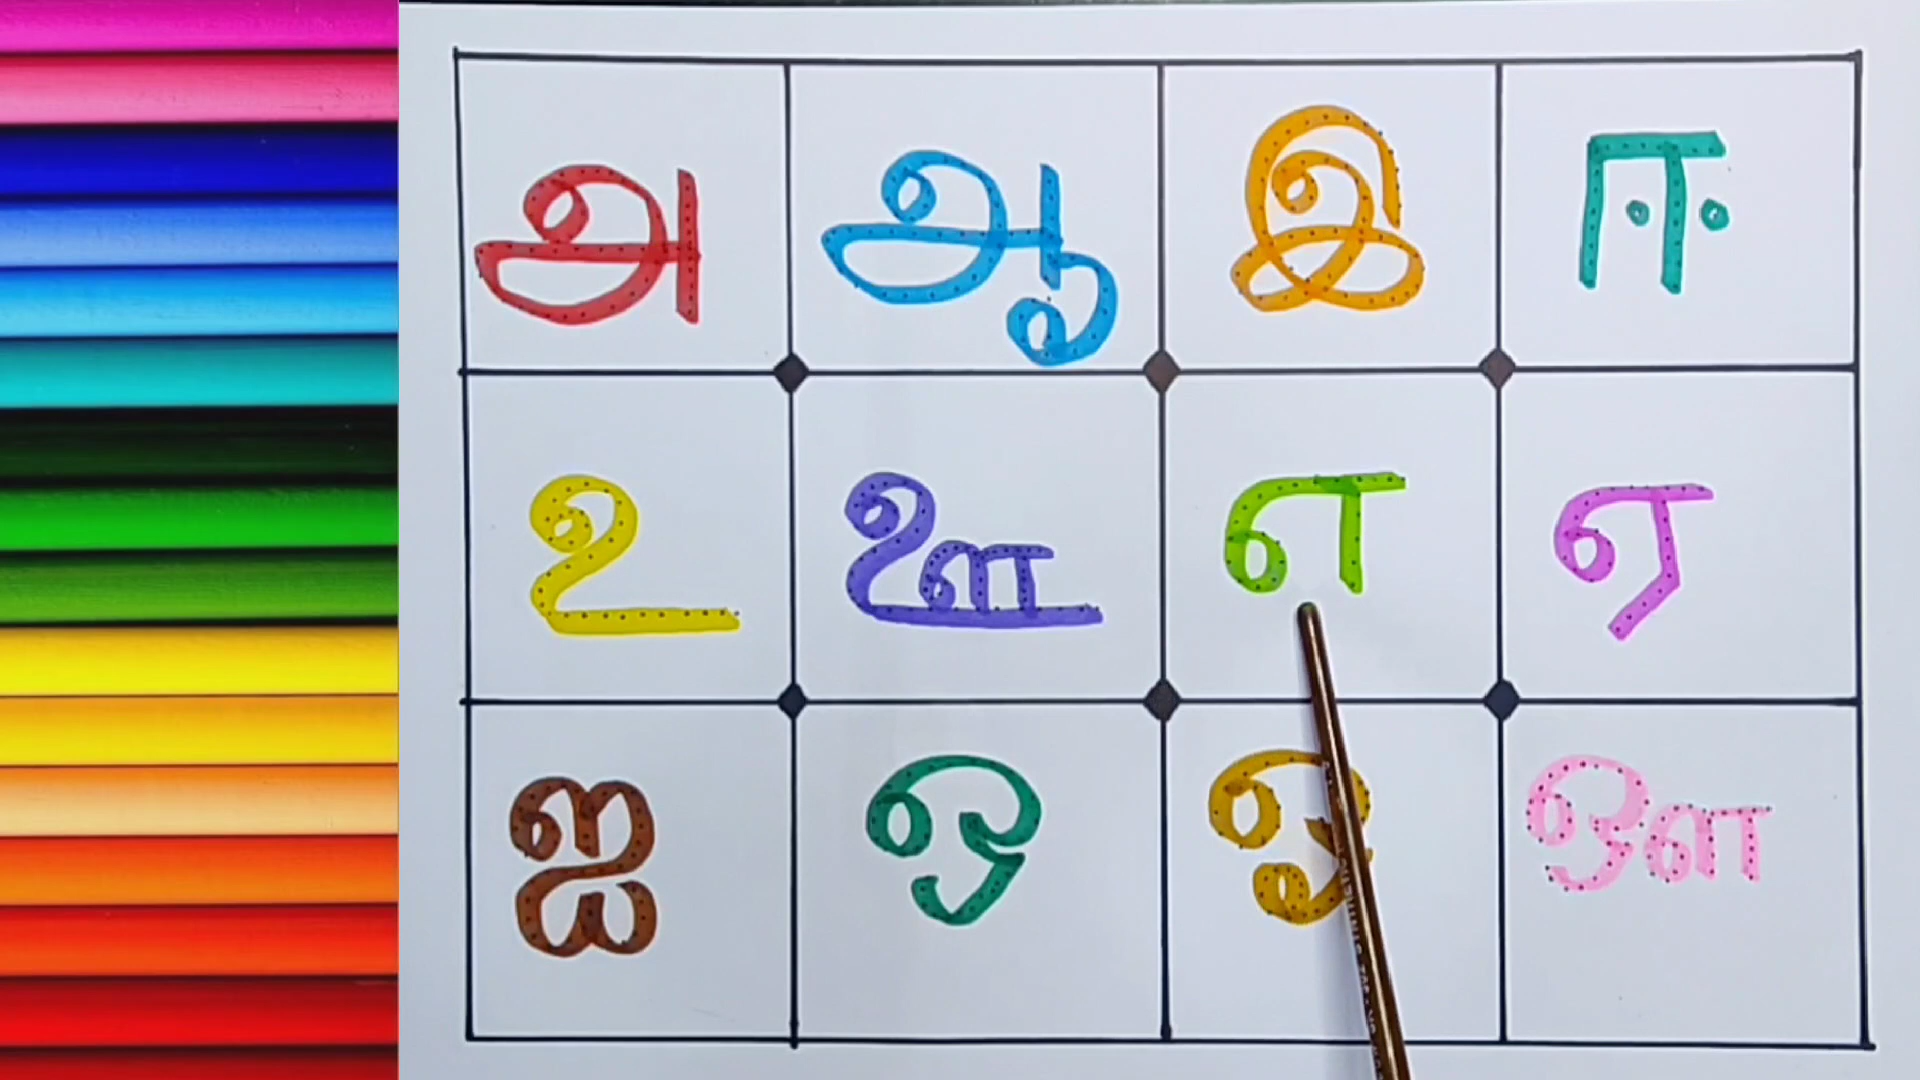 அ ஆ இ ஈ
உ ஊ எ ஏ
ஐ ஒ ஓ ஔ